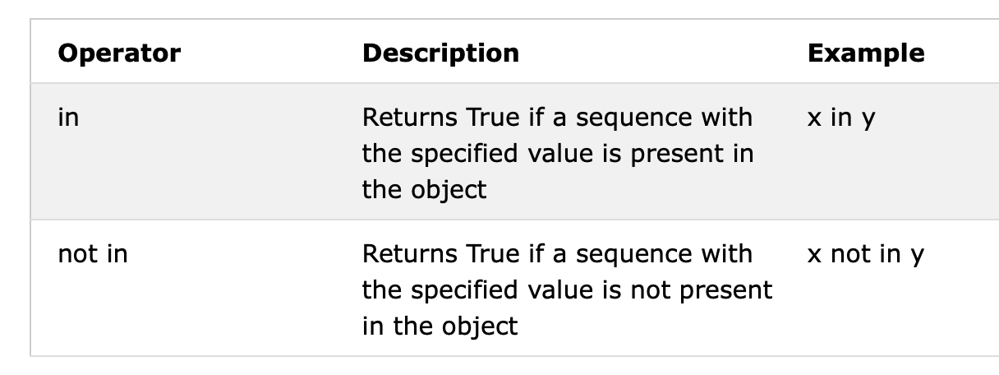 Operator Description Example
in Returns True if a sequence with x in y
the specified value is present in
the object
not in Returns True if a sequence with x not in y
the specified value is not present
in the object